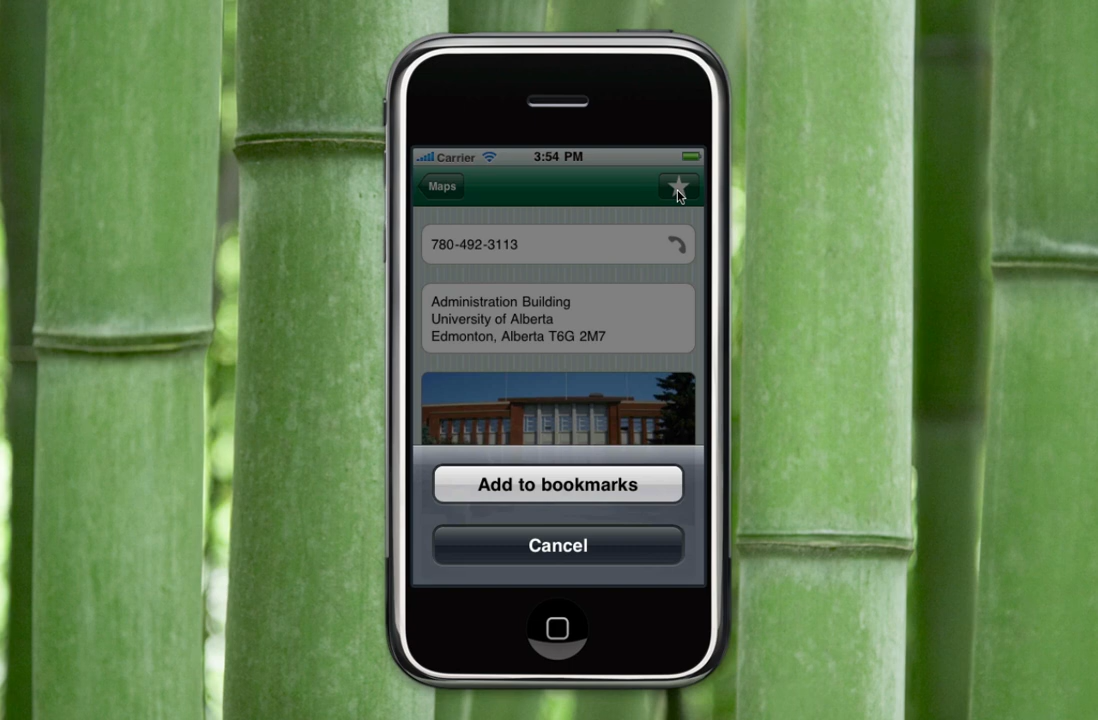 Carrier 3:54 PM
Maps
780-492-3113
Administration Building
University of Alberta
Edmonton, Alberta T6G 2M7
Add to bookmarks
Cancel